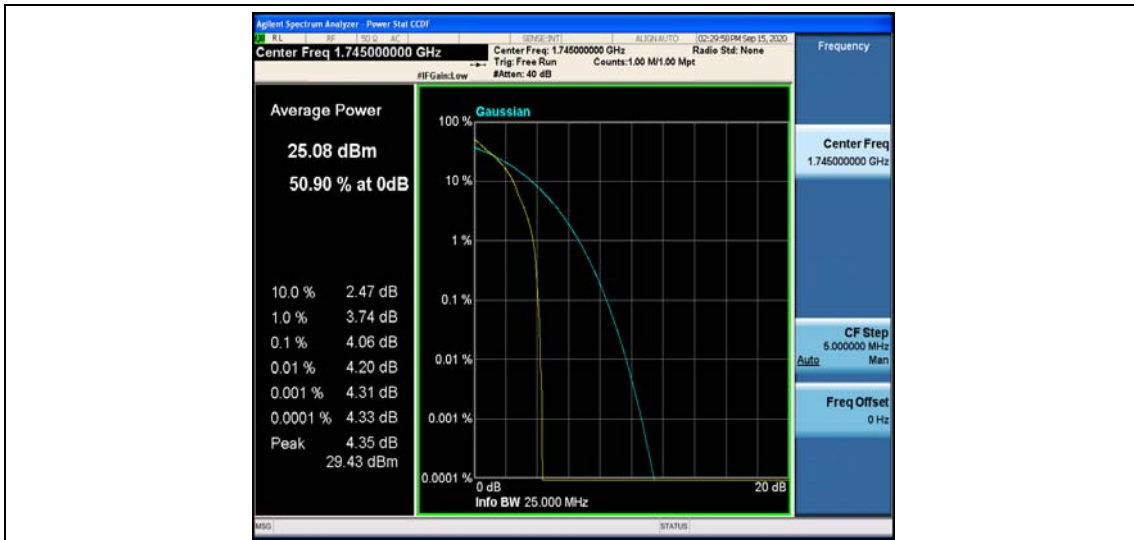 Agilent Spectrum Analyzer - Power Stat CCDF
RL RF 50 Ω AC SENSE:INT ALIGNAUTO 02:29:58 PM Sep 15, 2020
Center Freq 1.745000000 GHz
Center Freq: 1.745000000 GHz Radio Std: None
Trig: Free Run Counts:1.00 M/1.00 Mpt
#IFGain:Low #Atten: 40 dB
Frequency
Average Power
25.08 dBm
50.90 % at 0dB
10.0 % 2.47 dB
1.0 % 3.74 dB
0.1 % 4.06 dB
0.01 % 4.20 dB
0.001 % 4.31 dB
0.0001 % 4.33 dB
Peak 4.35 dB
29.43 dBm
Gaussian
100 %
10 %
1 %
0.1 %
0.01 %
0.001 %
0.0001 %
0 dB 20 dB
Info BW 25.000 MHz
Center Freq
1.745000000 GHz
CF Step
5.000000 MHz
Auto Man
Freq Offset
0 Hz
MSG STATUS